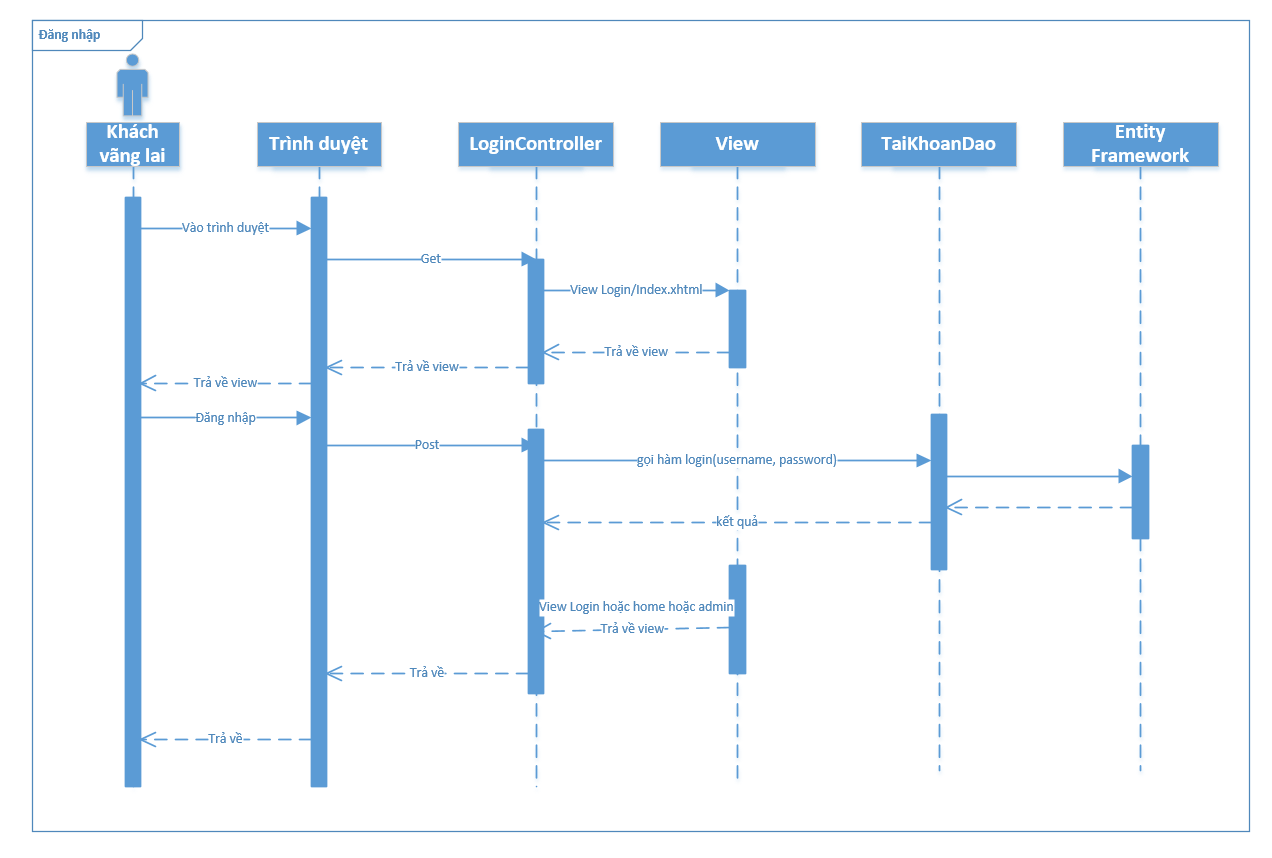 Đăng nhập
Khách
vãng lai
Trình duyệt
LoginController
View
TaiKhoanDao
Entity
Framework
Vào trình duyệt
Get
View Login/Index.xhtml
Trả về view
Trả về view
Trả về view
Đăng nhập
Post
gọi hàm login(username, password)
kết quả
View Login hoặc home hoặc admin
Trả về view
Trả về
Trả về